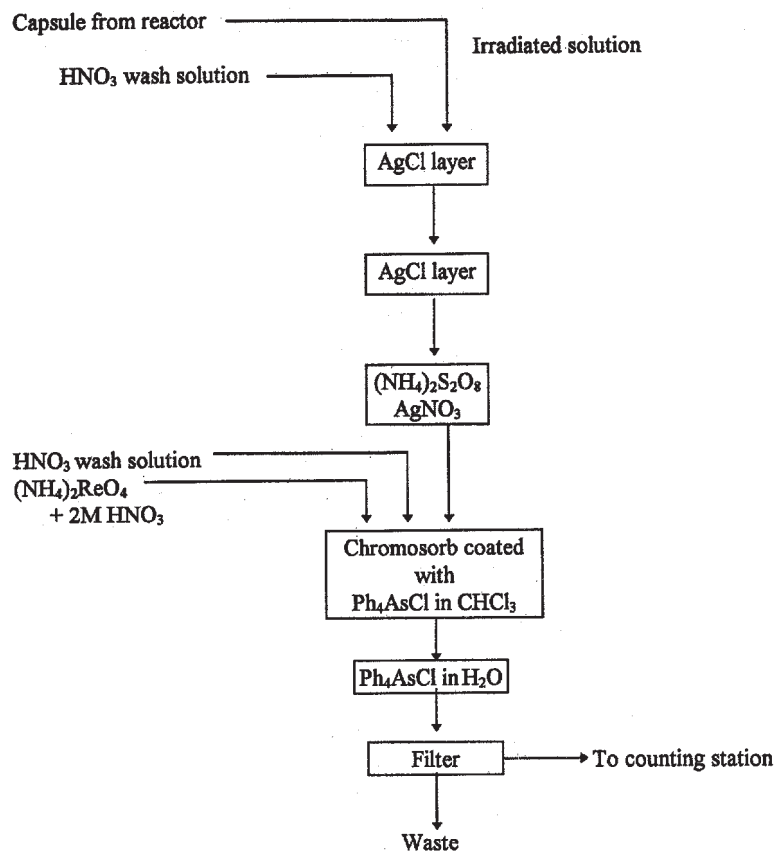 Capsule from reactor
Irradiated solution
HNO₃ wash solution
AgCl layer
AgCl layer
(NH₄)₂S₂O₈
AgNO₃
HNO₃ wash solution
(NH₄)₂ReO₄
+ 2M HNO₃
Chromosorb coated
with
Ph₄AsCl in CHCl₃
Ph₄AsCl in H₂O
Filter
To counting station
Waste